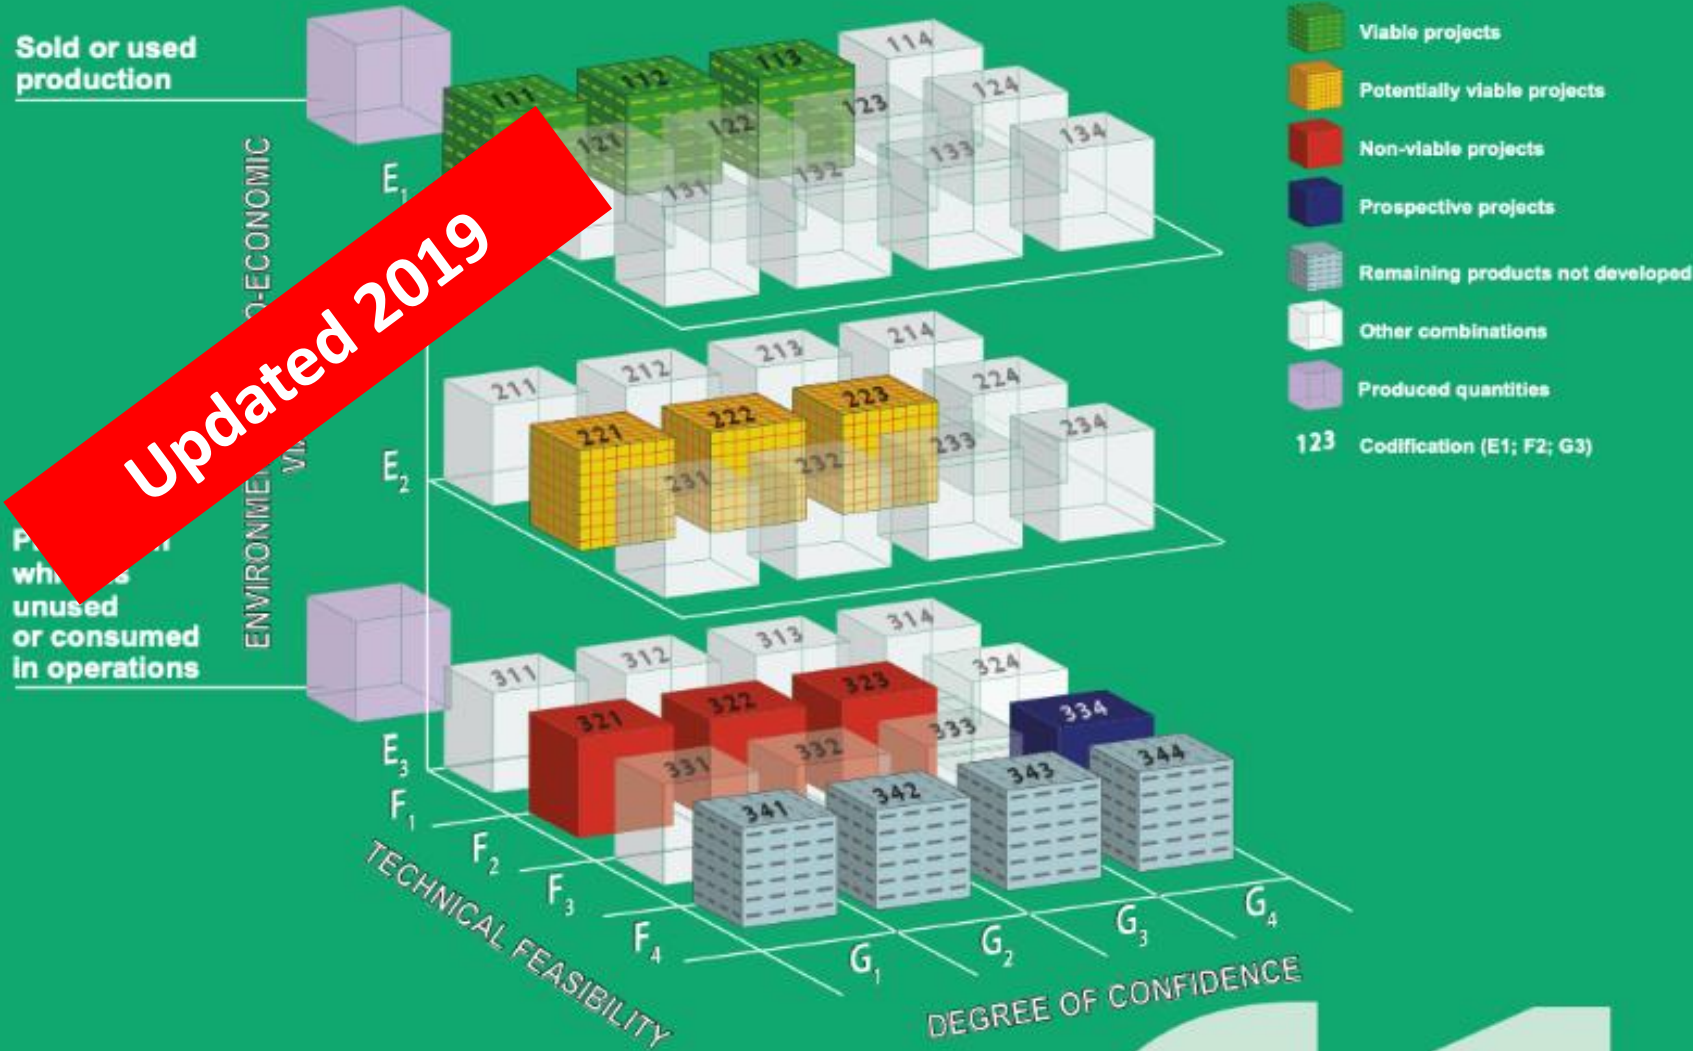 Sold or used
production
E1
ENVIRONMEN
O-ECONOMIC
Updated 2019
unused
or consumed
in operations
111
112
113
114
121
122
123
124
131
132
133
134
E2
211
212
213
214
221
222
223
224
231
232
233
234
E3
311
312
313
314
321
322
323
324
331
332
333
334
341
342
343
344
F1
F2
F3
F4
TECHNICAL FEASIBILITY
G1
G2
G3
G4
DEGREE OF CONFIDENCE
Viable projects
Potentially viable projects
Non-viable projects
Prospective projects
Remaining products not developed
Other combinations
Produced quantities
123 Codification (E1; F2; G3)